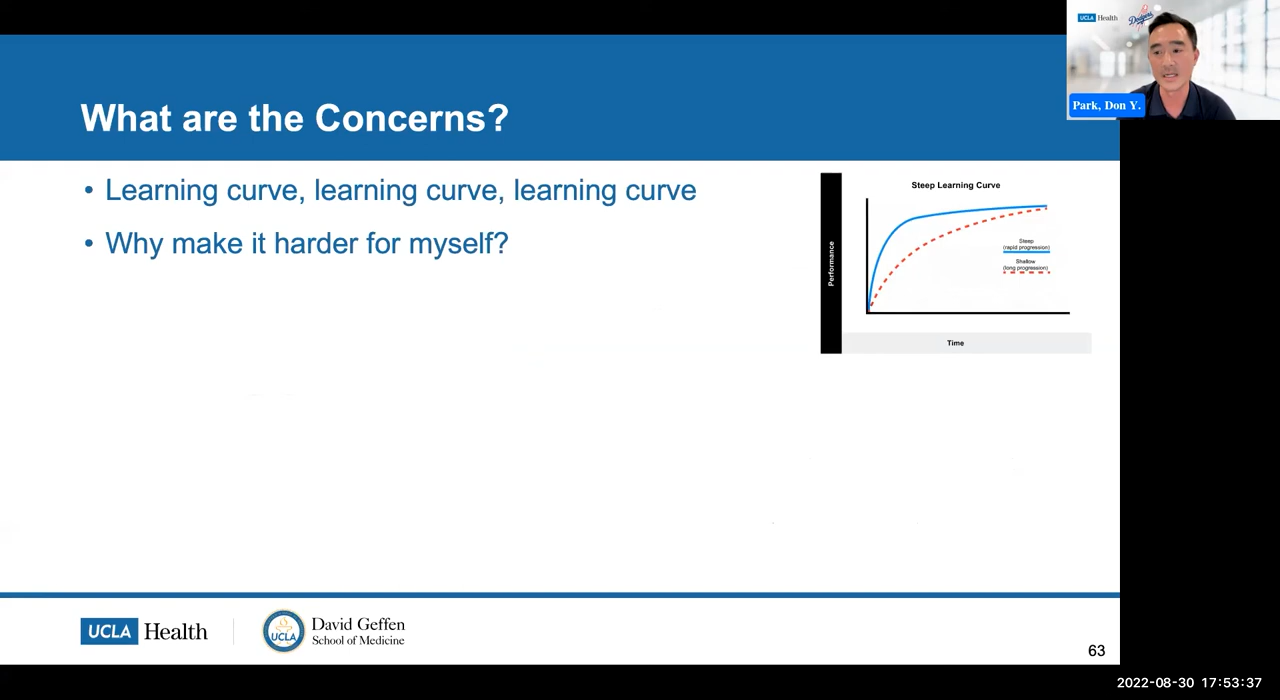 UCLA Health Dodgers
Park, Don Y.
What are the Concerns?
• Learning curve, learning curve, learning curve
• Why make it harder for myself?
Steep Learning Curve
Performance
Steep
(rapid progression)
Shallow
(long progression)
Time
UCLA Health
UCLA
David Geffen
School of Medicine
63
2022-08-30 17:53:37